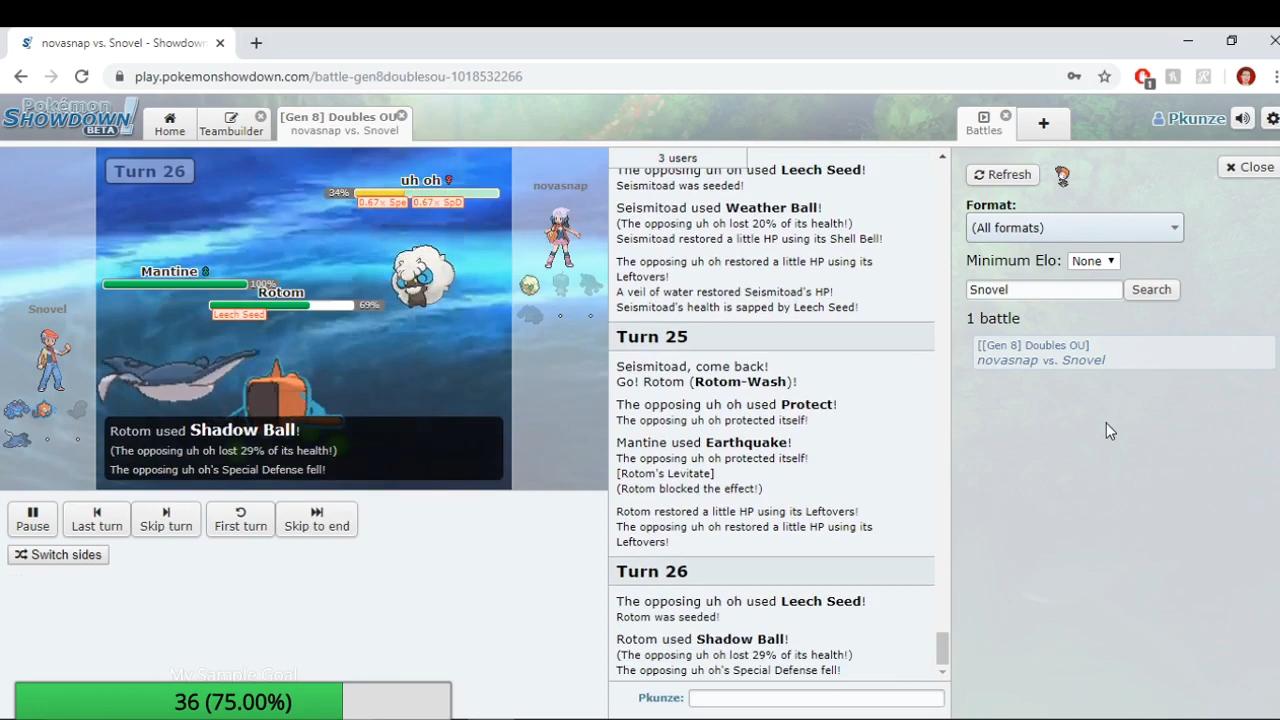 novasnap vs. Snovel - Showdown
play.pokemonshowdown.com/battle-gen8doublesou-1018532266
1
Pokémon
SHOWDOWN!
BETA
Home
Teambuilder
[Gen 8] Doubles OU
novasnap vs. Snovel
Battles
Pkunze
Turn 26
uh oh
34%
0.67× Spe 0.67× SpD
novasnap
Mantine
100%
Rotom
69%
Leech Seed
Snovel
Rotom used Shadow Ball!
(The opposing uh oh lost 29% of its health!)
The opposing uh oh's Special Defense fell!
Pause
Last turn
Skip turn
First turn
Skip to end
Switch sides
My Sample Goal
36 (75.00%)
3 users
The opposing uh oh used Leech Seed!
Seismitoad was seeded!
Seismitoad used Weather Ball!
(The opposing uh oh lost 20% of its health!)
Seismitoad restored a little HP using its Shell Bell!
The opposing uh oh restored a little HP using its
Leftovers!
A veil of water restored Seismitoad's HP!
Seismitoad's health is sapped by Leech Seed!
Turn 25
Seismitoad, come back!
Go! Rotom (Rotom-Wash)!
The opposing uh oh used Protect!
The opposing uh oh protected itself!
Mantine used Earthquake!
The opposing uh oh protected itself!
[Rotom's Levitate]
(Rotom blocked the effect!)
Rotom restored a little HP using its Leftovers!
The opposing uh oh restored a little HP using its
Leftovers!
Turn 26
The opposing uh oh used Leech Seed!
Rotom was seeded!
Rotom used Shadow Ball!
(The opposing uh oh lost 29% of its health!)
The opposing uh oh's Special Defense fell!
Pkunze:
Refresh
Close
Format:
(All formats)
Minimum Elo: None
Snovel
Search
1 battle
[[Gen 8] Doubles OU]
novasnap vs. Snovel